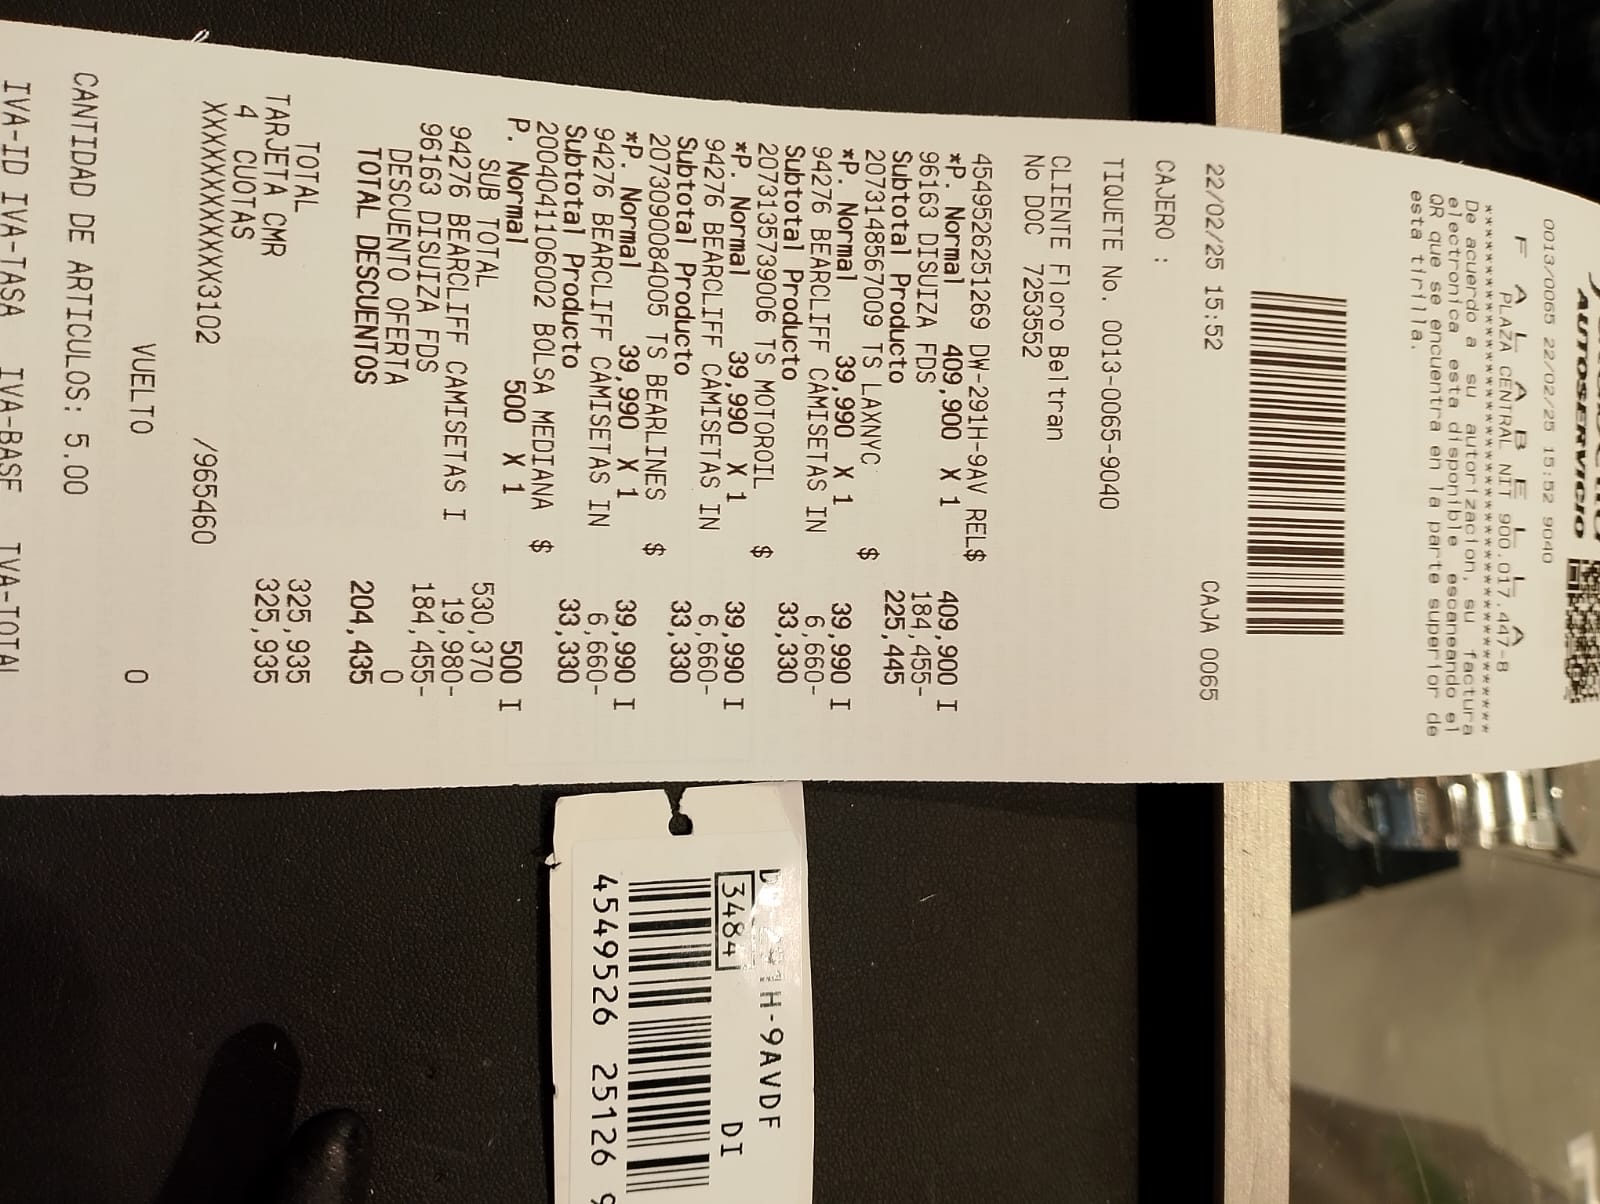 AUTOSERVICIO
0013/0065 22/02/25 15:52 9040
F A L A B E L L A
PLAZA CENTRAL NIT 900.017.447-8
********************************
De acuerdo a su autorizacion, su factura
electronica esta disponible escaneando el
QR que se encuentra en la parte superior de
esta tirilla.
22/02/25 15:52 CAJA 0065
CAJERO :
TIQUETE No. 0013-0065-9040
CLIENTE Floro Beltran
No DOC 7253552
4549526251269 DW-291H-9AV REL$ 409,900 I
*P. Normal 409,900 X 1
96163 DISUIZA FDS 184,455-
Subtotal Producto 225,445
2073148567009 TS LAXNYC $ 39,990 I
*P. Normal 39,990 X 1
94276 BEARCLIFF CAMISETAS IN 6,660-
Subtotal Producto 33,330
2073135739006 TS MOTOROIL $ 39,990 I
*P. Normal 39,990 X 1
94276 BEARCLIFF CAMISETAS IN 6,660-
Subtotal Producto 33,330
2073090084005 TS BEARLINES $ 39,990 I
*P. Normal 39,990 X 1
94276 BEARCLIFF CAMISETAS IN 6,660-
Subtotal Producto 33,330
2004041106002 BOLSA MEDIANA $ 500 I
P. Normal 500 X 1
SUB TOTAL 530,370
94276 BEARCLIFF CAMISETAS I 19,980-
96163 DISUIZA FDS 184,455-
DESCUENTO OFERTA 0
TOTAL DESCUENTOS 204,435
TOTAL 325,935
TARJETA CMR 325,935
4 CUOTAS
XXXXXXXXXXXX3102 /965460
VUELTO 0
CANTIDAD DE ARTICULOS: 5.00
IVA-ID IVA-TASA IVA-BASE IVA-TOTAL
3484 DI
4549526 25126 9